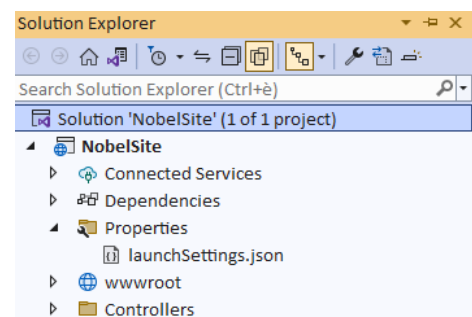 Solution Explorer
Search Solution Explorer (Ctrl+è)
Solution 'NobelSite' (1 of 1 project)
NobelSite
Connected Services
Dependencies
Properties
launchSettings.json
wwwroot
Controllers